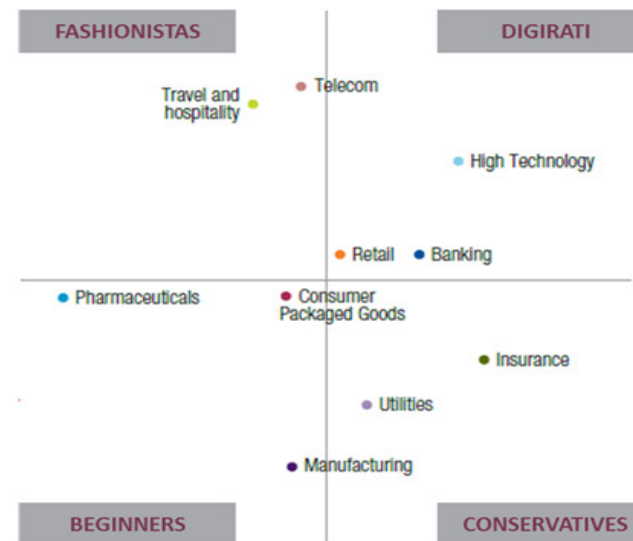 FASHIONISTAS
DIGIRATI
Telecom
Travel and
hospitality
High Technology
Retail
Banking
Pharmaceuticals
Consumer
Packaged Goods
Insurance
Utilities
Manufacturing
BEGINNERS
CONSERVATIVES